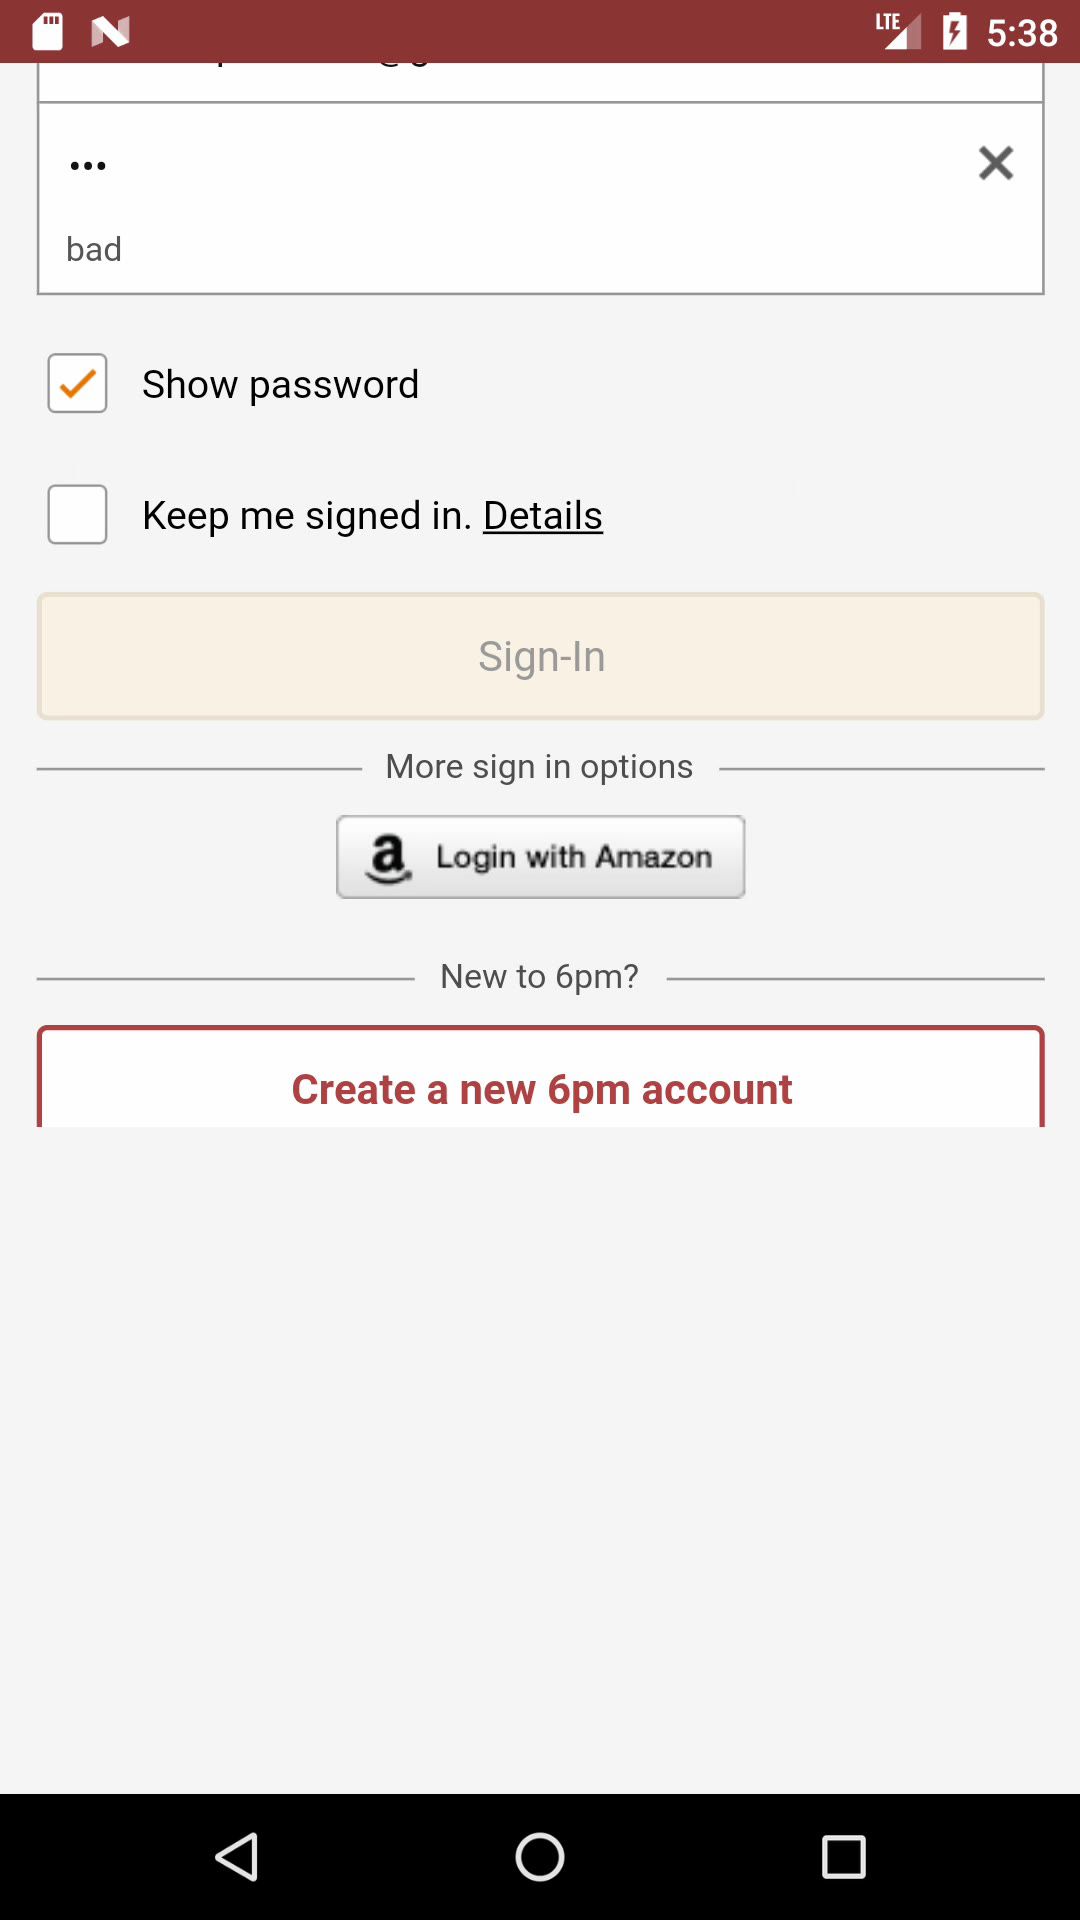 LTE 5:38
•••
bad
Show password
Keep me signed in. Details
Sign-In
More sign in options
a Login with Amazon
New to 6pm?
Create a new 6pm account